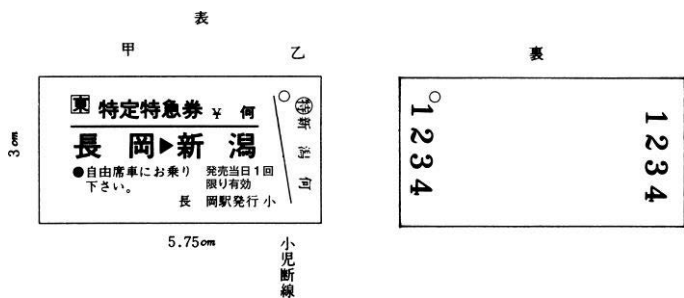 表
甲
乙
東 特定特急券 ¥ 何
長 岡▶新 潟
●自由席車にお乗り
下さい。
発売当日1回
限り有効
長 岡駅発行 小
特新潟何
3cm
5.75cm
小児断線
裏
1234
1234